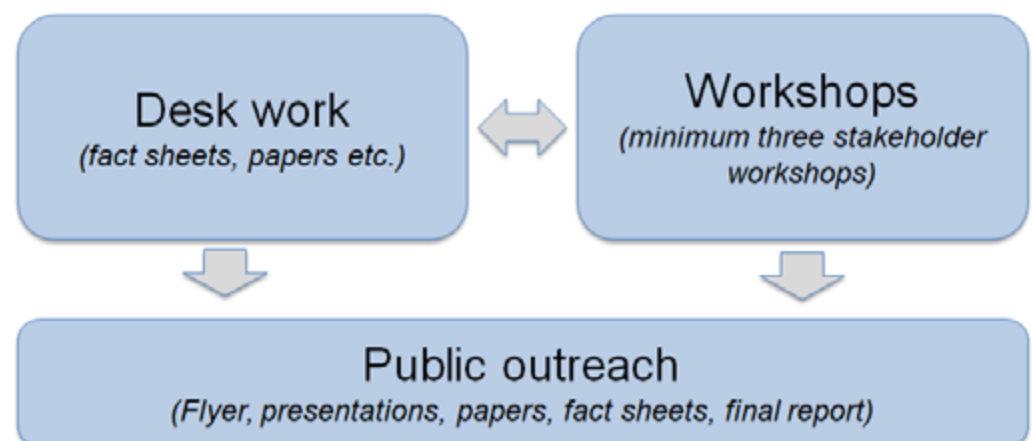 Desk work
(fact sheets, papers etc.)
Workshops
(minimum three stakeholder
workshops)
Public outreach
(Flyer, presentations, papers, fact sheets, final report)